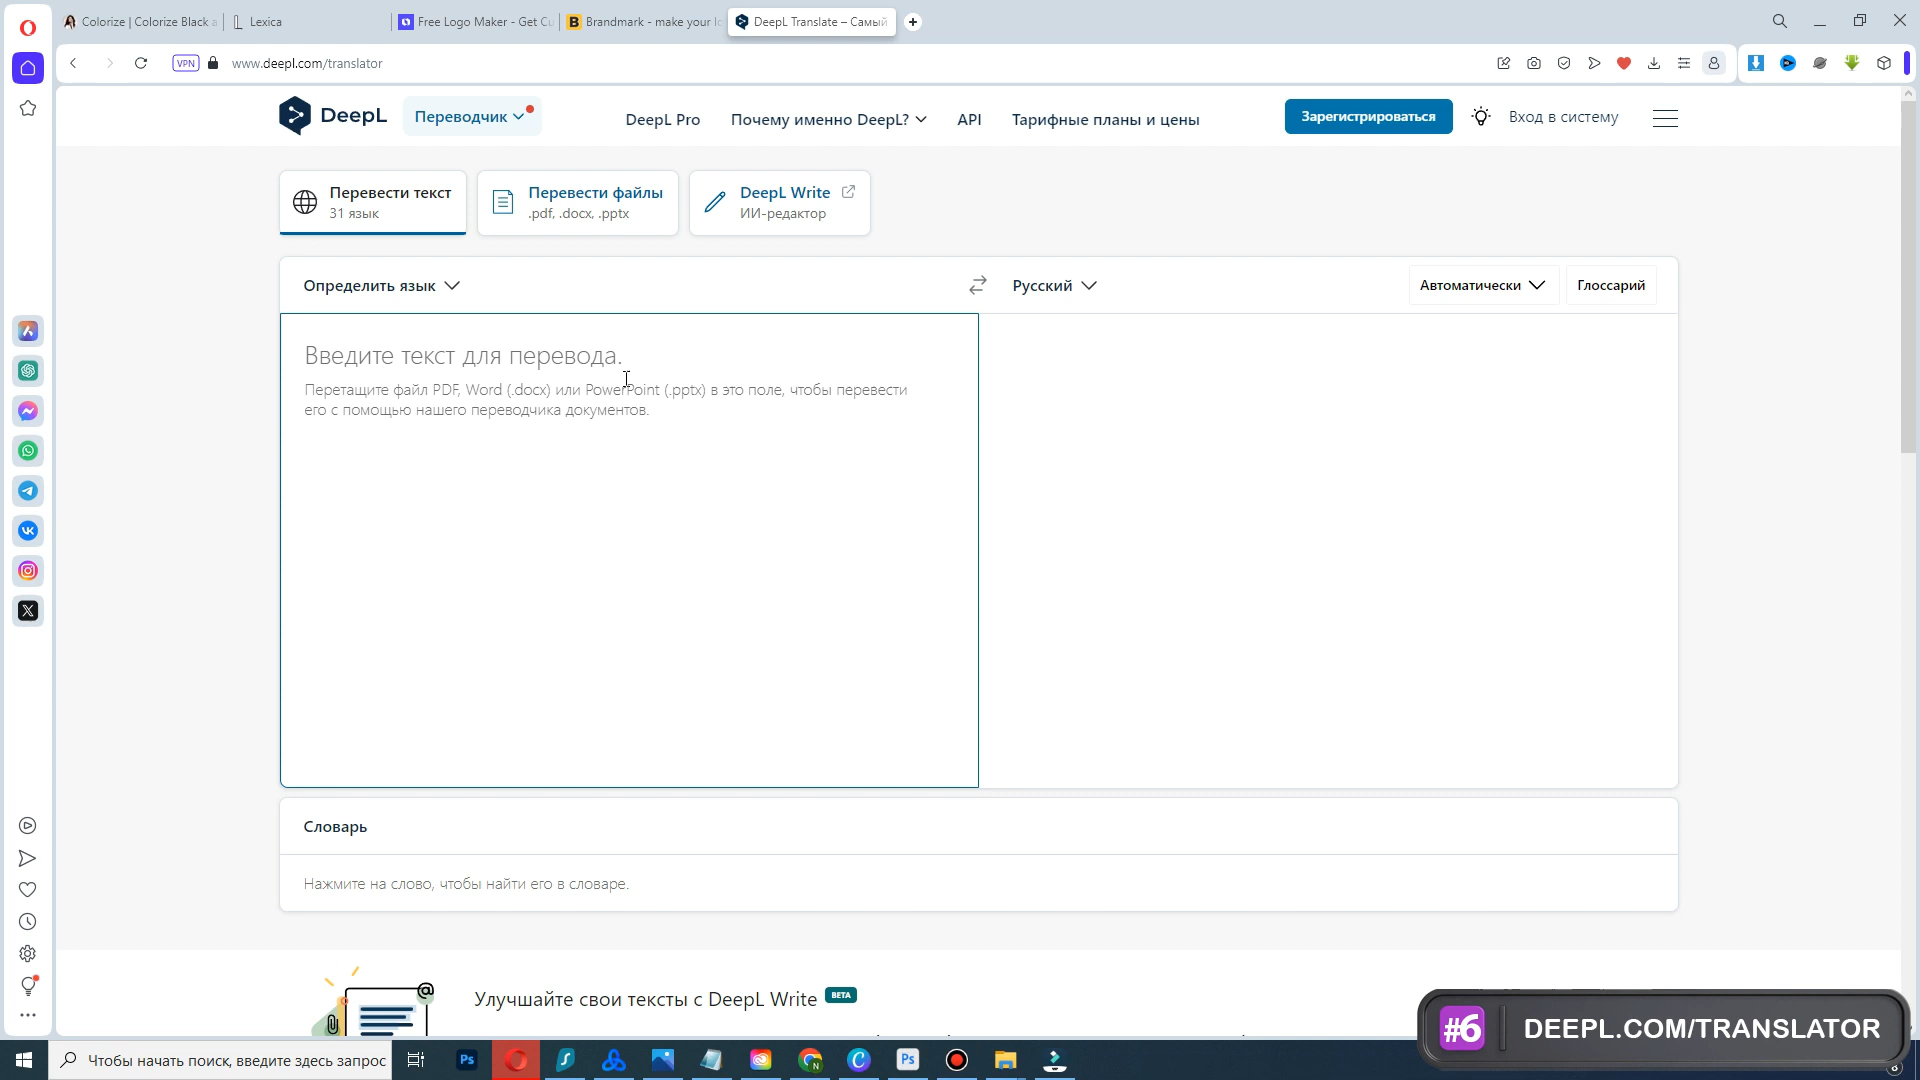 Colorize | Colorize Black a
Lexica
Free Logo Maker - Get Cu
Brandmark - make your lo
DeepL Translate – Самый
VPN
www.deepl.com/translator
DeepL
Переводчик
DeepL Pro
Почему именно DeepL?
API
Тарифные планы и цены
Зарегистрироваться
Вход в систему
Перевести текст
31 язык
Перевести файлы
.pdf, .docx, .pptx
DeepL Write
ИИ-редактор
Определить язык
Русский
Автоматически
Глоссарий
Введите текст для перевода.
Перетащите файл PDF, Word (.docx) или PowerPoint (.pptx) в это поле, чтобы перевести
его с помощью нашего переводчика документов.
Словарь
Нажмите на слово, чтобы найти его в словаре.
Улучшайте свои тексты с DeepL Write BETA
#6 DEEPL.COM/TRANSLATOR
Чтобы начать поиск, введите здесь запрос